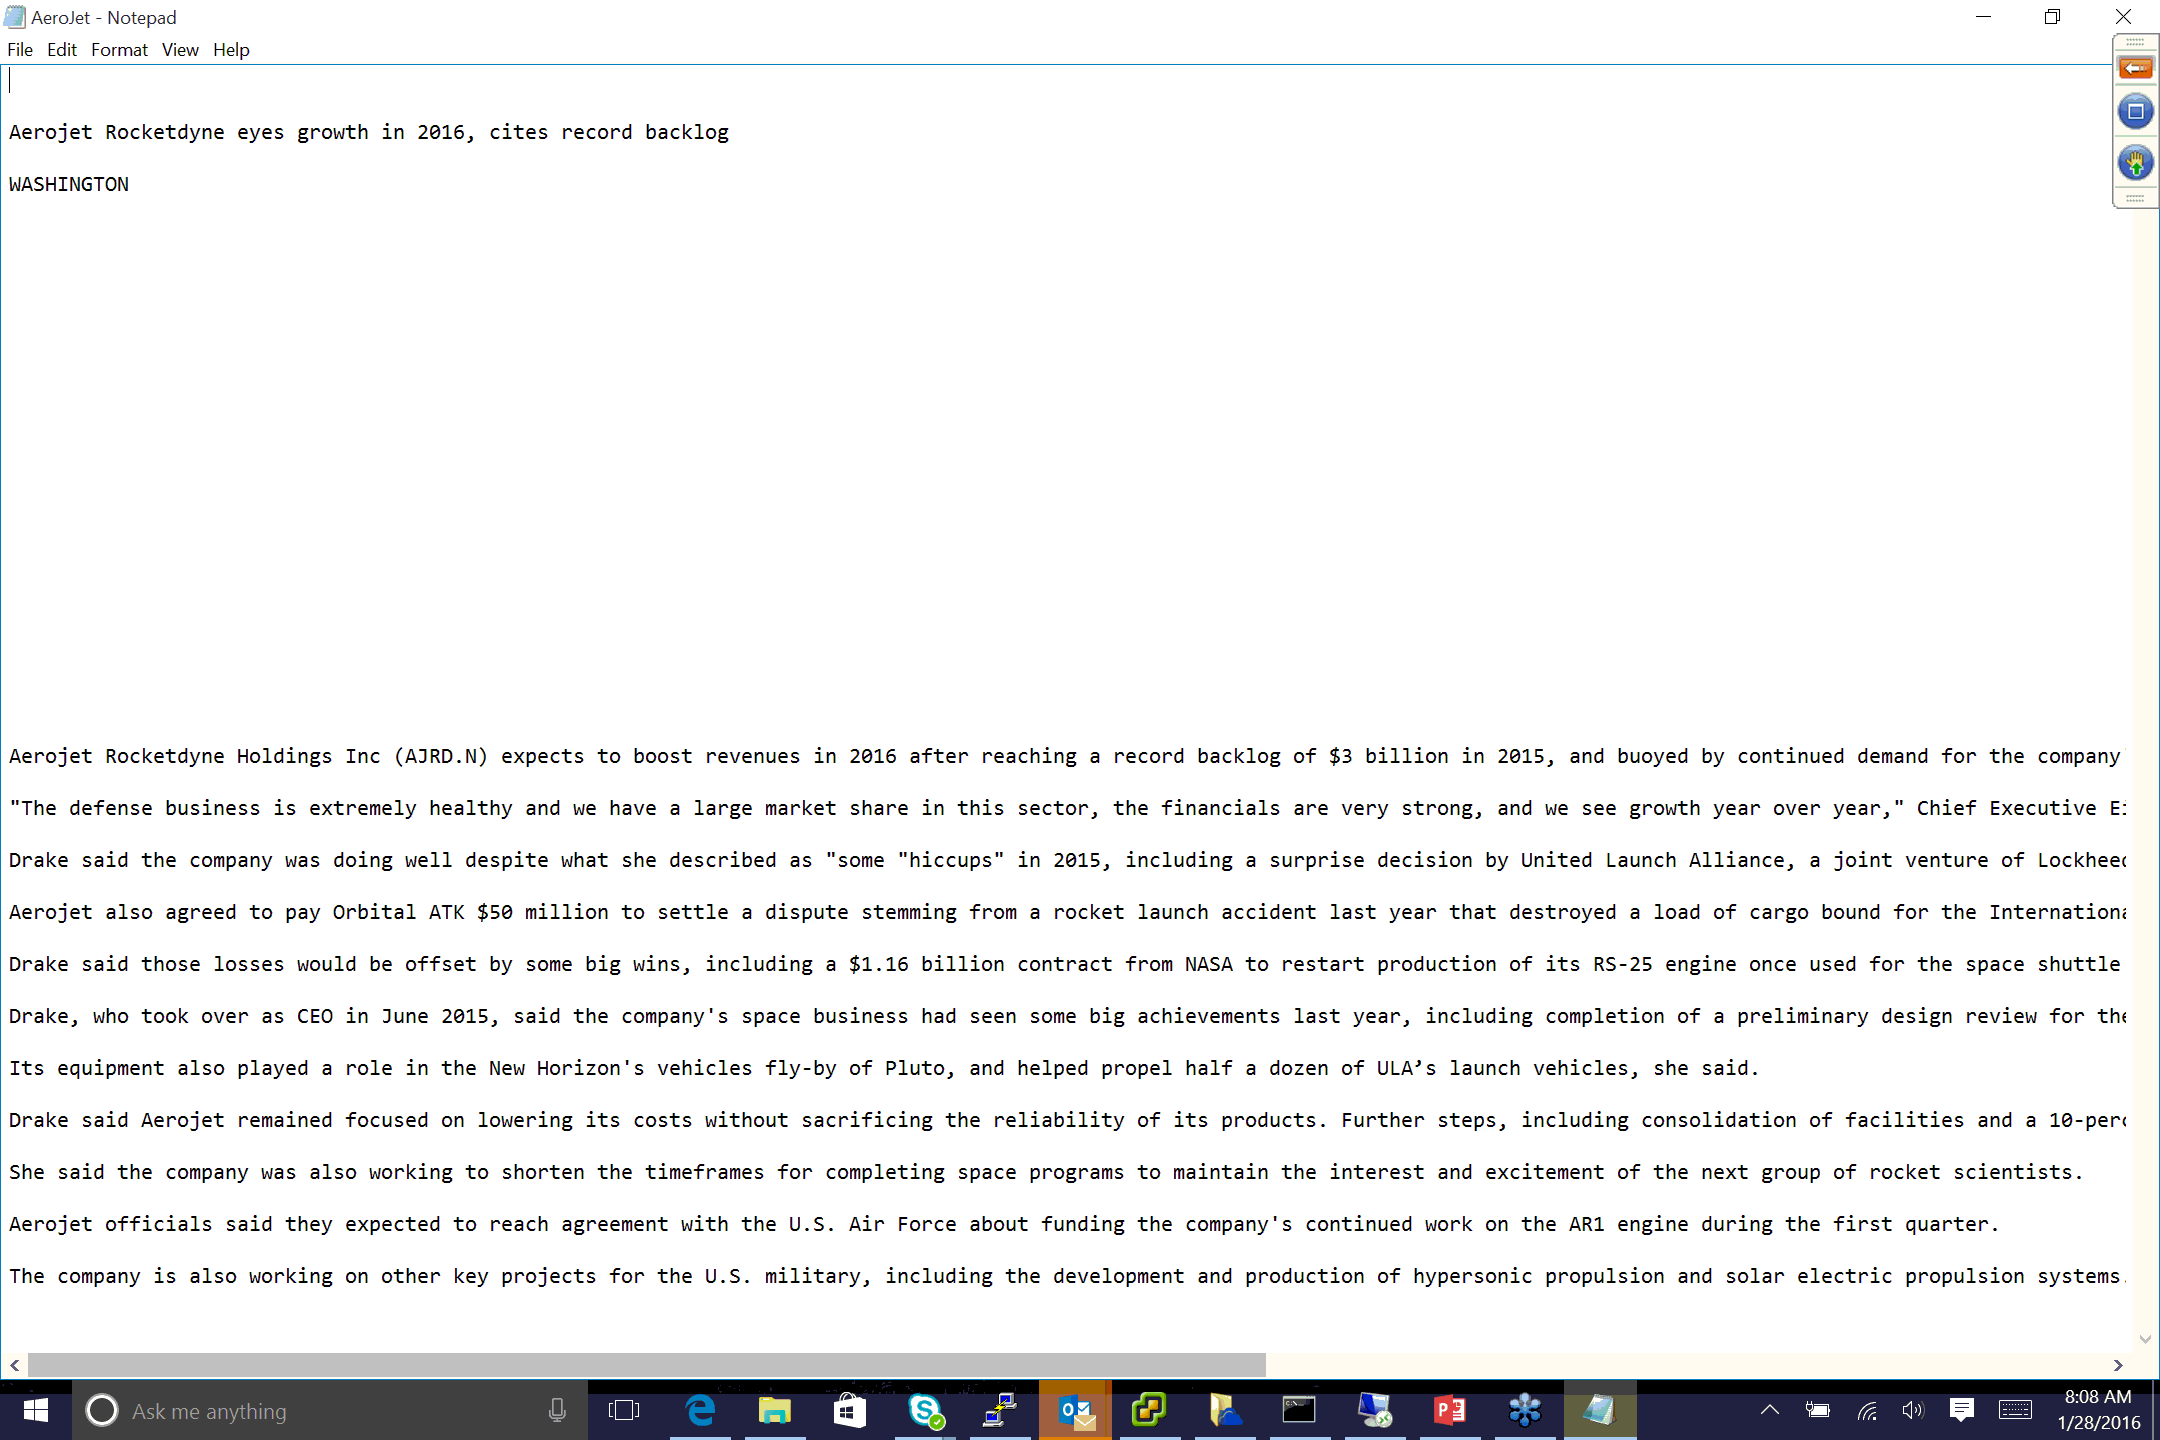 AeroJet - Notepad
File Edit Format View Help
Aerojet Rocketdyne eyes growth in 2016, cites record backlog
WASHINGTON
Aerojet Rocketdyne Holdings Inc (AJRD.N) expects to boost revenues in 2016 after reaching a record backlog of $3 billion in 2015, and buoyed by continued demand for the company'
"The defense business is extremely healthy and we have a large market share in this sector, the financials are very strong, and we see growth year over year," Chief Executive
Drake said the company was doing well despite what she described as "some "hiccups" in 2015, including a surprise decision by United Launch Alliance, a joint venture of
Aerojet also agreed to pay Orbital ATK $50 million to settle a dispute stemming from a rocket launch accident last year that destroyed a load of cargo bound for the
Drake said those losses would be offset by some big wins, including a $1.16 billion contract from NASA to restart production of its RS-25 engine once used for the space shuttle
Drake, who took over as CEO in June 2015, said the company's space business had seen some big achievements last year, including completion of a preliminary design review for the
Its equipment also played a role in the New Horizon's vehicles fly-by of Pluto, and helped propel half a dozen of ULA’s launch vehicles, she said.
Drake said Aerojet remained focused on lowering its costs without sacrificing the reliability of its products. Further steps, including consolidation of facilities and a
She said the company was also working to shorten the timeframes for completing space programs to maintain the interest and excitement of the next group of rocket scientists.
Aerojet officials said they expected to reach agreement with the U.S. Air Force about funding the company's continued work on the AR1 engine during the first quarter.
The company is also working on other key projects for the U.S. military, including the development and production of hypersonic propulsion and solar electric propulsion systems.
Ask me anything
8:08 AM
1/28/2016